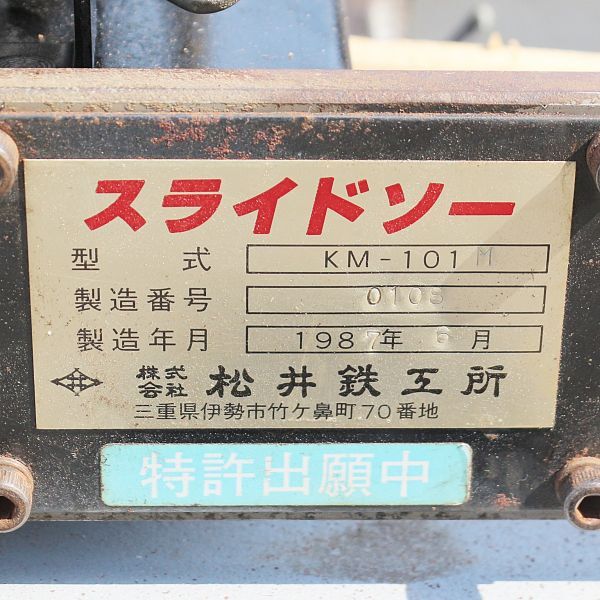 スライドソー
型式 KM-101M
製造番号 0108
製造年月 1987年 6月
株式会社 松井鉄工所
三重県伊勢市竹ケ鼻町70番地
特許出願中